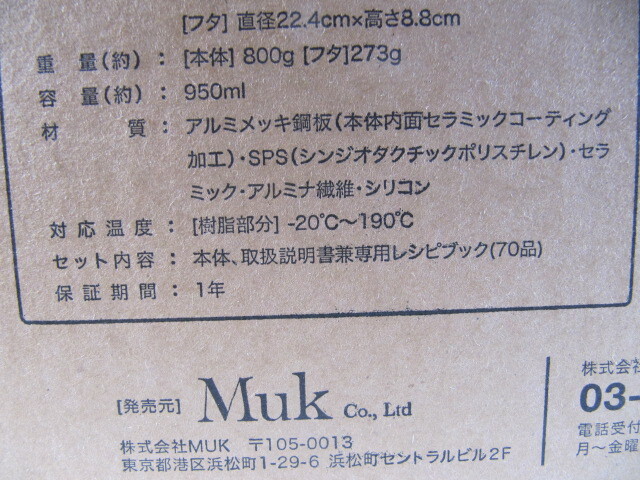 [フタ] 直径22.4cm×高さ8.8cm
重量(約)：[本体] 800g [フタ]273g
容量(約)：950ml
材質：アルミメッキ鋼板(本体内面セラミックコーティング
加工)・SPS(シンジオタクチックポリスチレン)・セラ
ミック・アルミナ繊維・シリコン
対応温度：[樹脂部分] -20℃〜190℃
セット内容：本体、取扱説明書兼専用レシピブック(70品)
保証期間：1年
[発売元] Muk Co., Ltd
株式会社MUK 〒105-0013
東京都港区浜松町1-29-6 浜松町セントラルビル2F
株式会社
03-
電話受付
月〜金曜